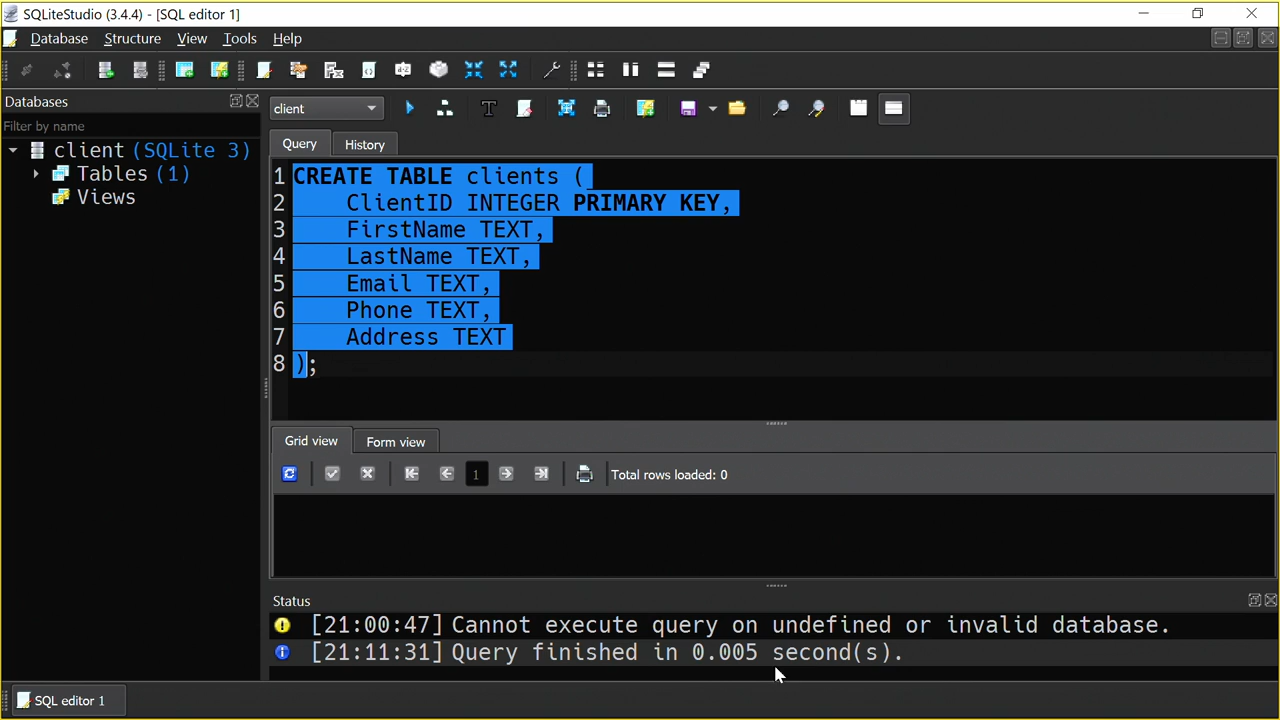 SQLiteStudio (3.4.4) - [SQL editor 1]
Database Structure View Tools Help
Databases
client
Filter by name
Query History
client (SQLite 3)
Tables (1)
Views
1 CREATE TABLE clients (
2 ClientID INTEGER PRIMARY KEY,
3 FirstName TEXT,
4 LastName TEXT,
5 Email TEXT,
6 Phone TEXT,
7 Address TEXT
8 );
Grid view Form view
1 Total rows loaded: 0
Status
[21:00:47] Cannot execute query on undefined or invalid database.
[21:11:31] Query finished in 0.005 second(s).
SQL editor 1